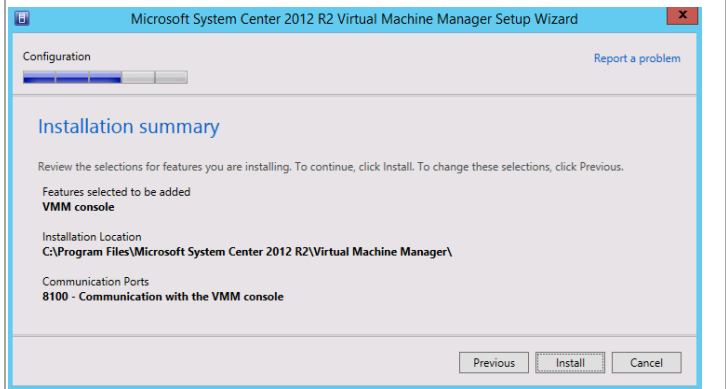 Microsoft System Center 2012 R2 Virtual Machine Manager Setup Wizard
x
Configuration
Report a problem
Installation summary
Review the selections for features you are installing. To continue, click Install. To change these selections, click Previous.
Features selected to be added
VMM console
Installation Location
C:\Program Files\Microsoft System Center 2012 R2\Virtual Machine Manager\
Communication Ports
8100 - Communication with the VMM console
Previous
Install
Cancel